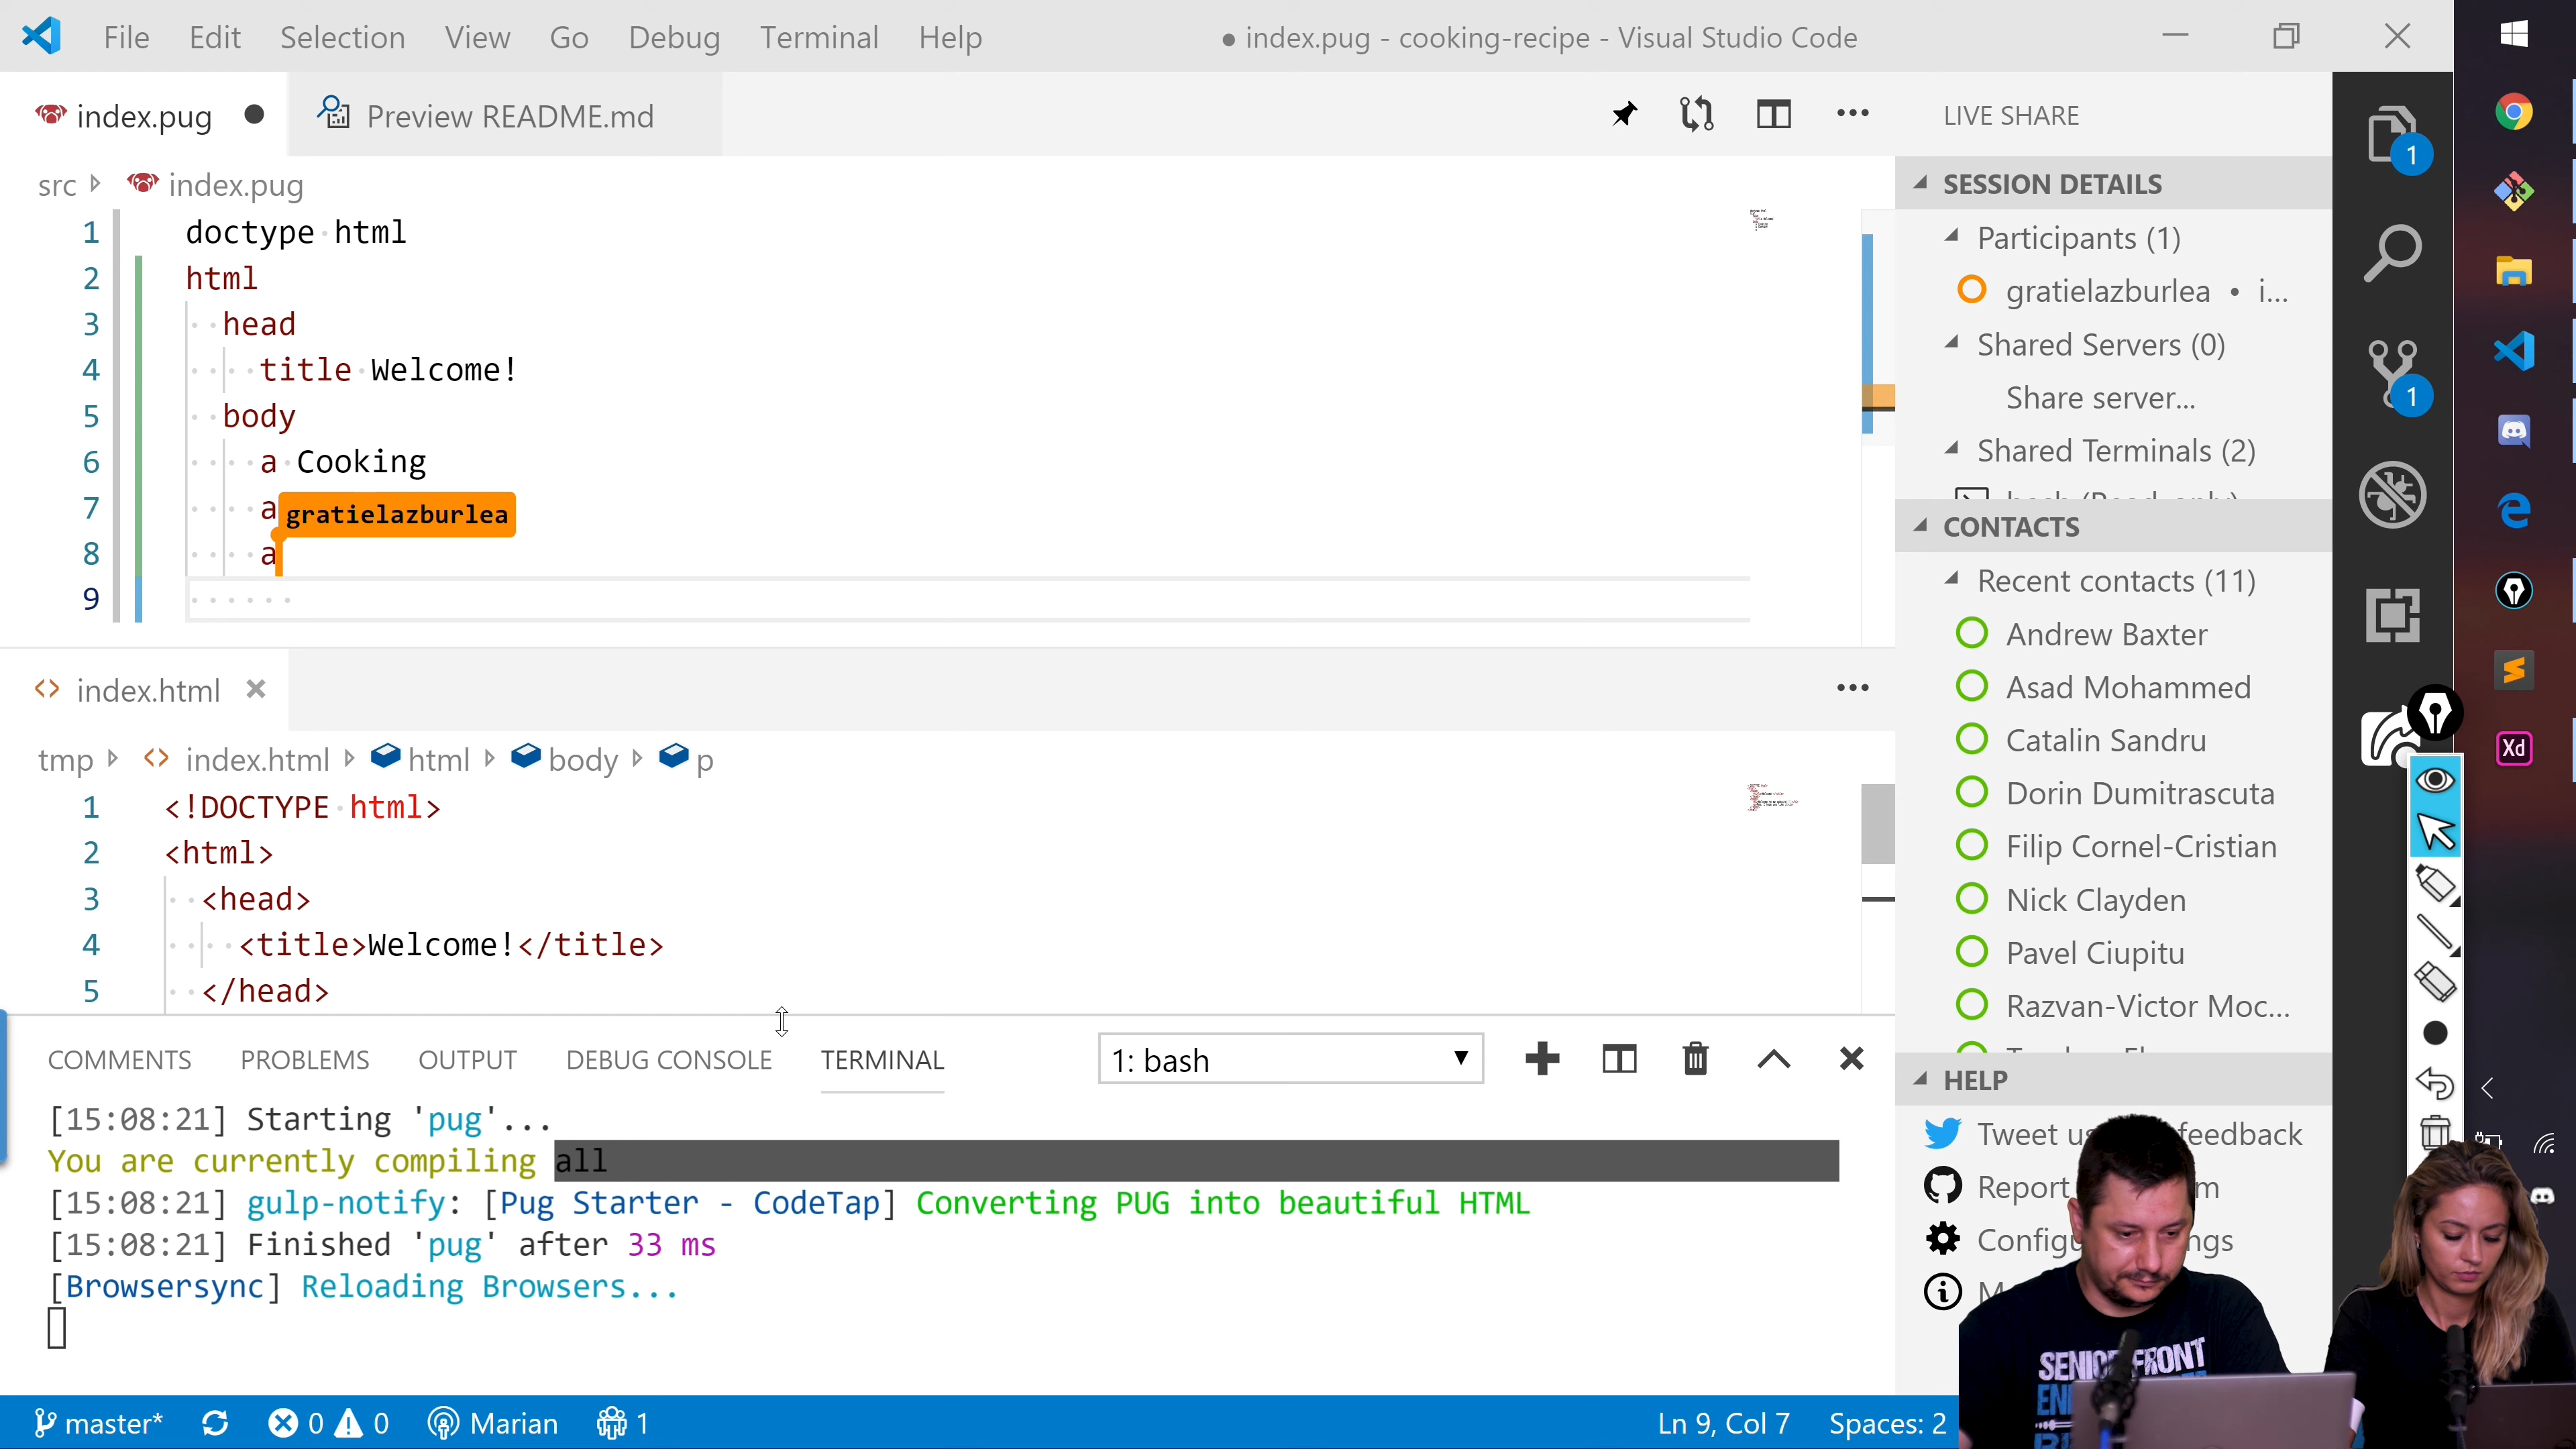 File Edit Selection View Go Debug Terminal Help
● index.pug - cooking-recipe - Visual Studio Code
index.pug
Preview README.md
src
index.pug
1 doctype html
2 html
3 head
4 title Welcome!
5 body
6 a Cooking
7 a
gratielazburlea
8 a
9
index.html
tmp index.html html body p
1 <!DOCTYPE html>
2 <html>
3 <head>
4 <title>Welcome!</title>
5 </head>
COMMENTS PROBLEMS OUTPUT DEBUG CONSOLE TERMINAL
1: bash
[15:08:21] Starting 'pug'...
You are currently compiling all
[15:08:21] gulp-notify: [Pug Starter - CodeTap] Converting PUG into beautiful HTML
[15:08:21] Finished 'pug' after 33 ms
[Browsersync] Reloading Browsers...
master* 0 0 Marian 1
Ln 9, Col 7 Spaces: 2
LIVE SHARE
SESSION DETAILS
Participants (1)
gratielazburlea • i...
Shared Servers (0)
Share server...
Shared Terminals (2)
CONTACTS
Recent contacts (11)
Andrew Baxter
Asad Mohammed
Catalin Sandru
Dorin Dumitrascuta
Filip Cornel-Cristian
Nick Clayden
Pavel Ciupitu
Razvan-Victor Moc...
HELP
Tweet feedback
Report
1
1
Xd